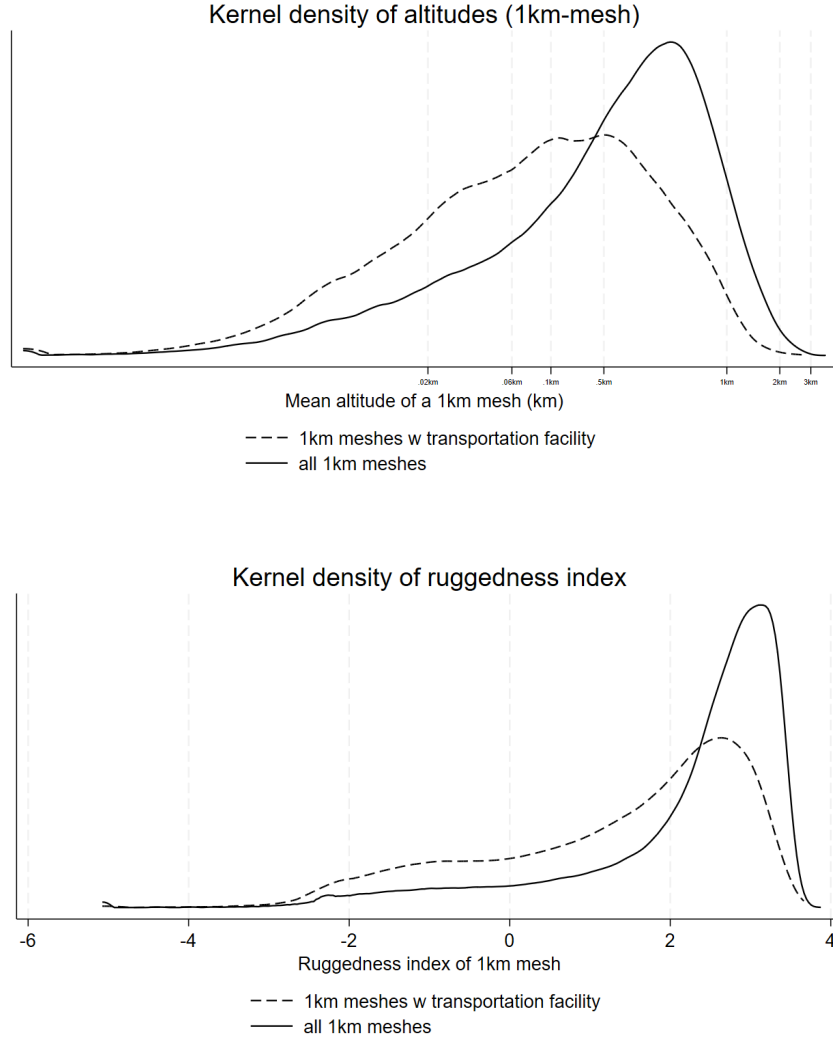 Kernel density of altitudes (1km-mesh)
.02km .06km .1km .5km 1km 2km 3km
Mean altitude of a 1km mesh (km)
1km meshes w transportation facility
all 1km meshes
Kernel density of ruggedness index
-6 -4 -2 0 2 4
Ruggedness index of 1km mesh
1km meshes w transportation facility
all 1km meshes